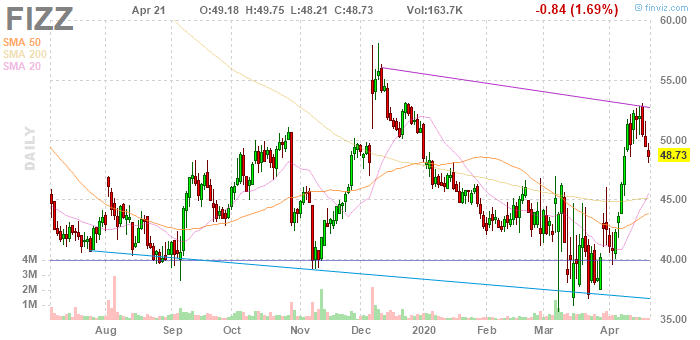 FIZZ
Apr 21 O:49.18 H:49.75 L:48.21 C:48.73 Vol:163.7K -0.84 (1.69%)
© finviz.com
SMA 50
SMA 200
SMA 20
DAILY
60.00
55.00
50.00
48.73
45.00
40.00
35.00
4M
3M
2M
1M
Aug Sep Oct Nov Dec 2020 Feb Mar Apr